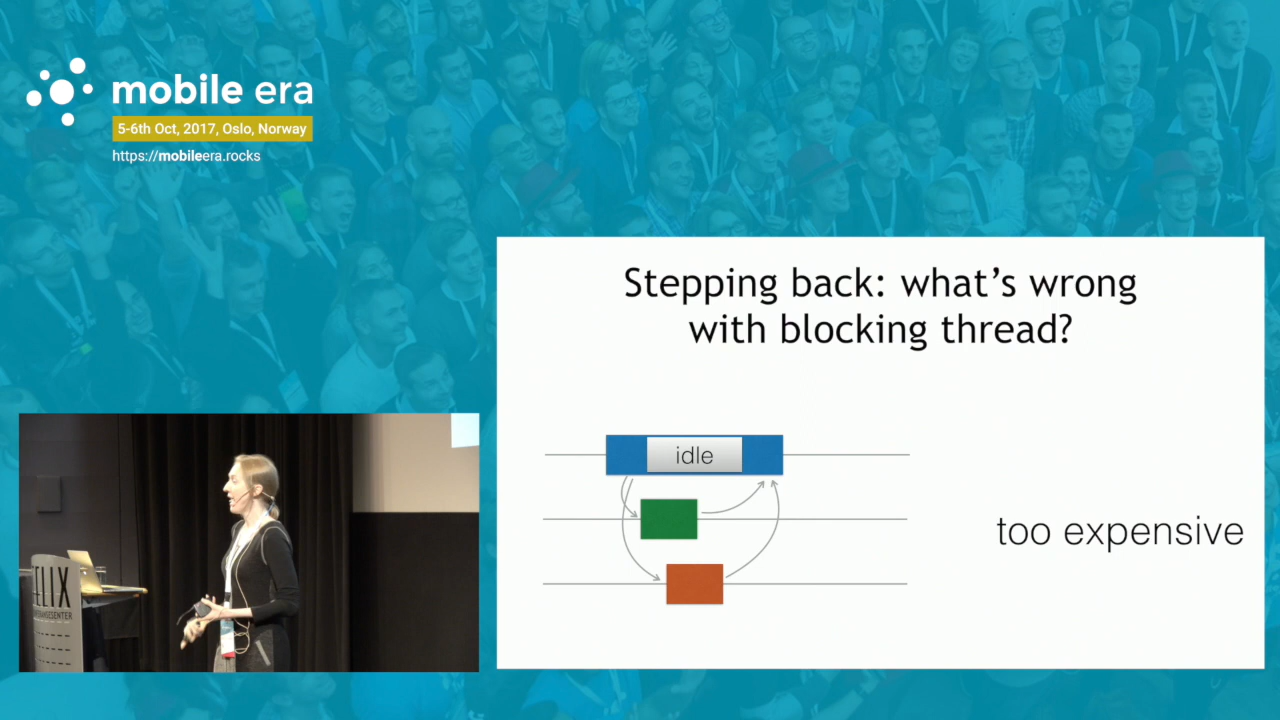 mobile era
5-6th Oct, 2017, Oslo, Norway
https://mobileera.rocks
Stepping back: what's wrong
with blocking thread?
idle
too expensive